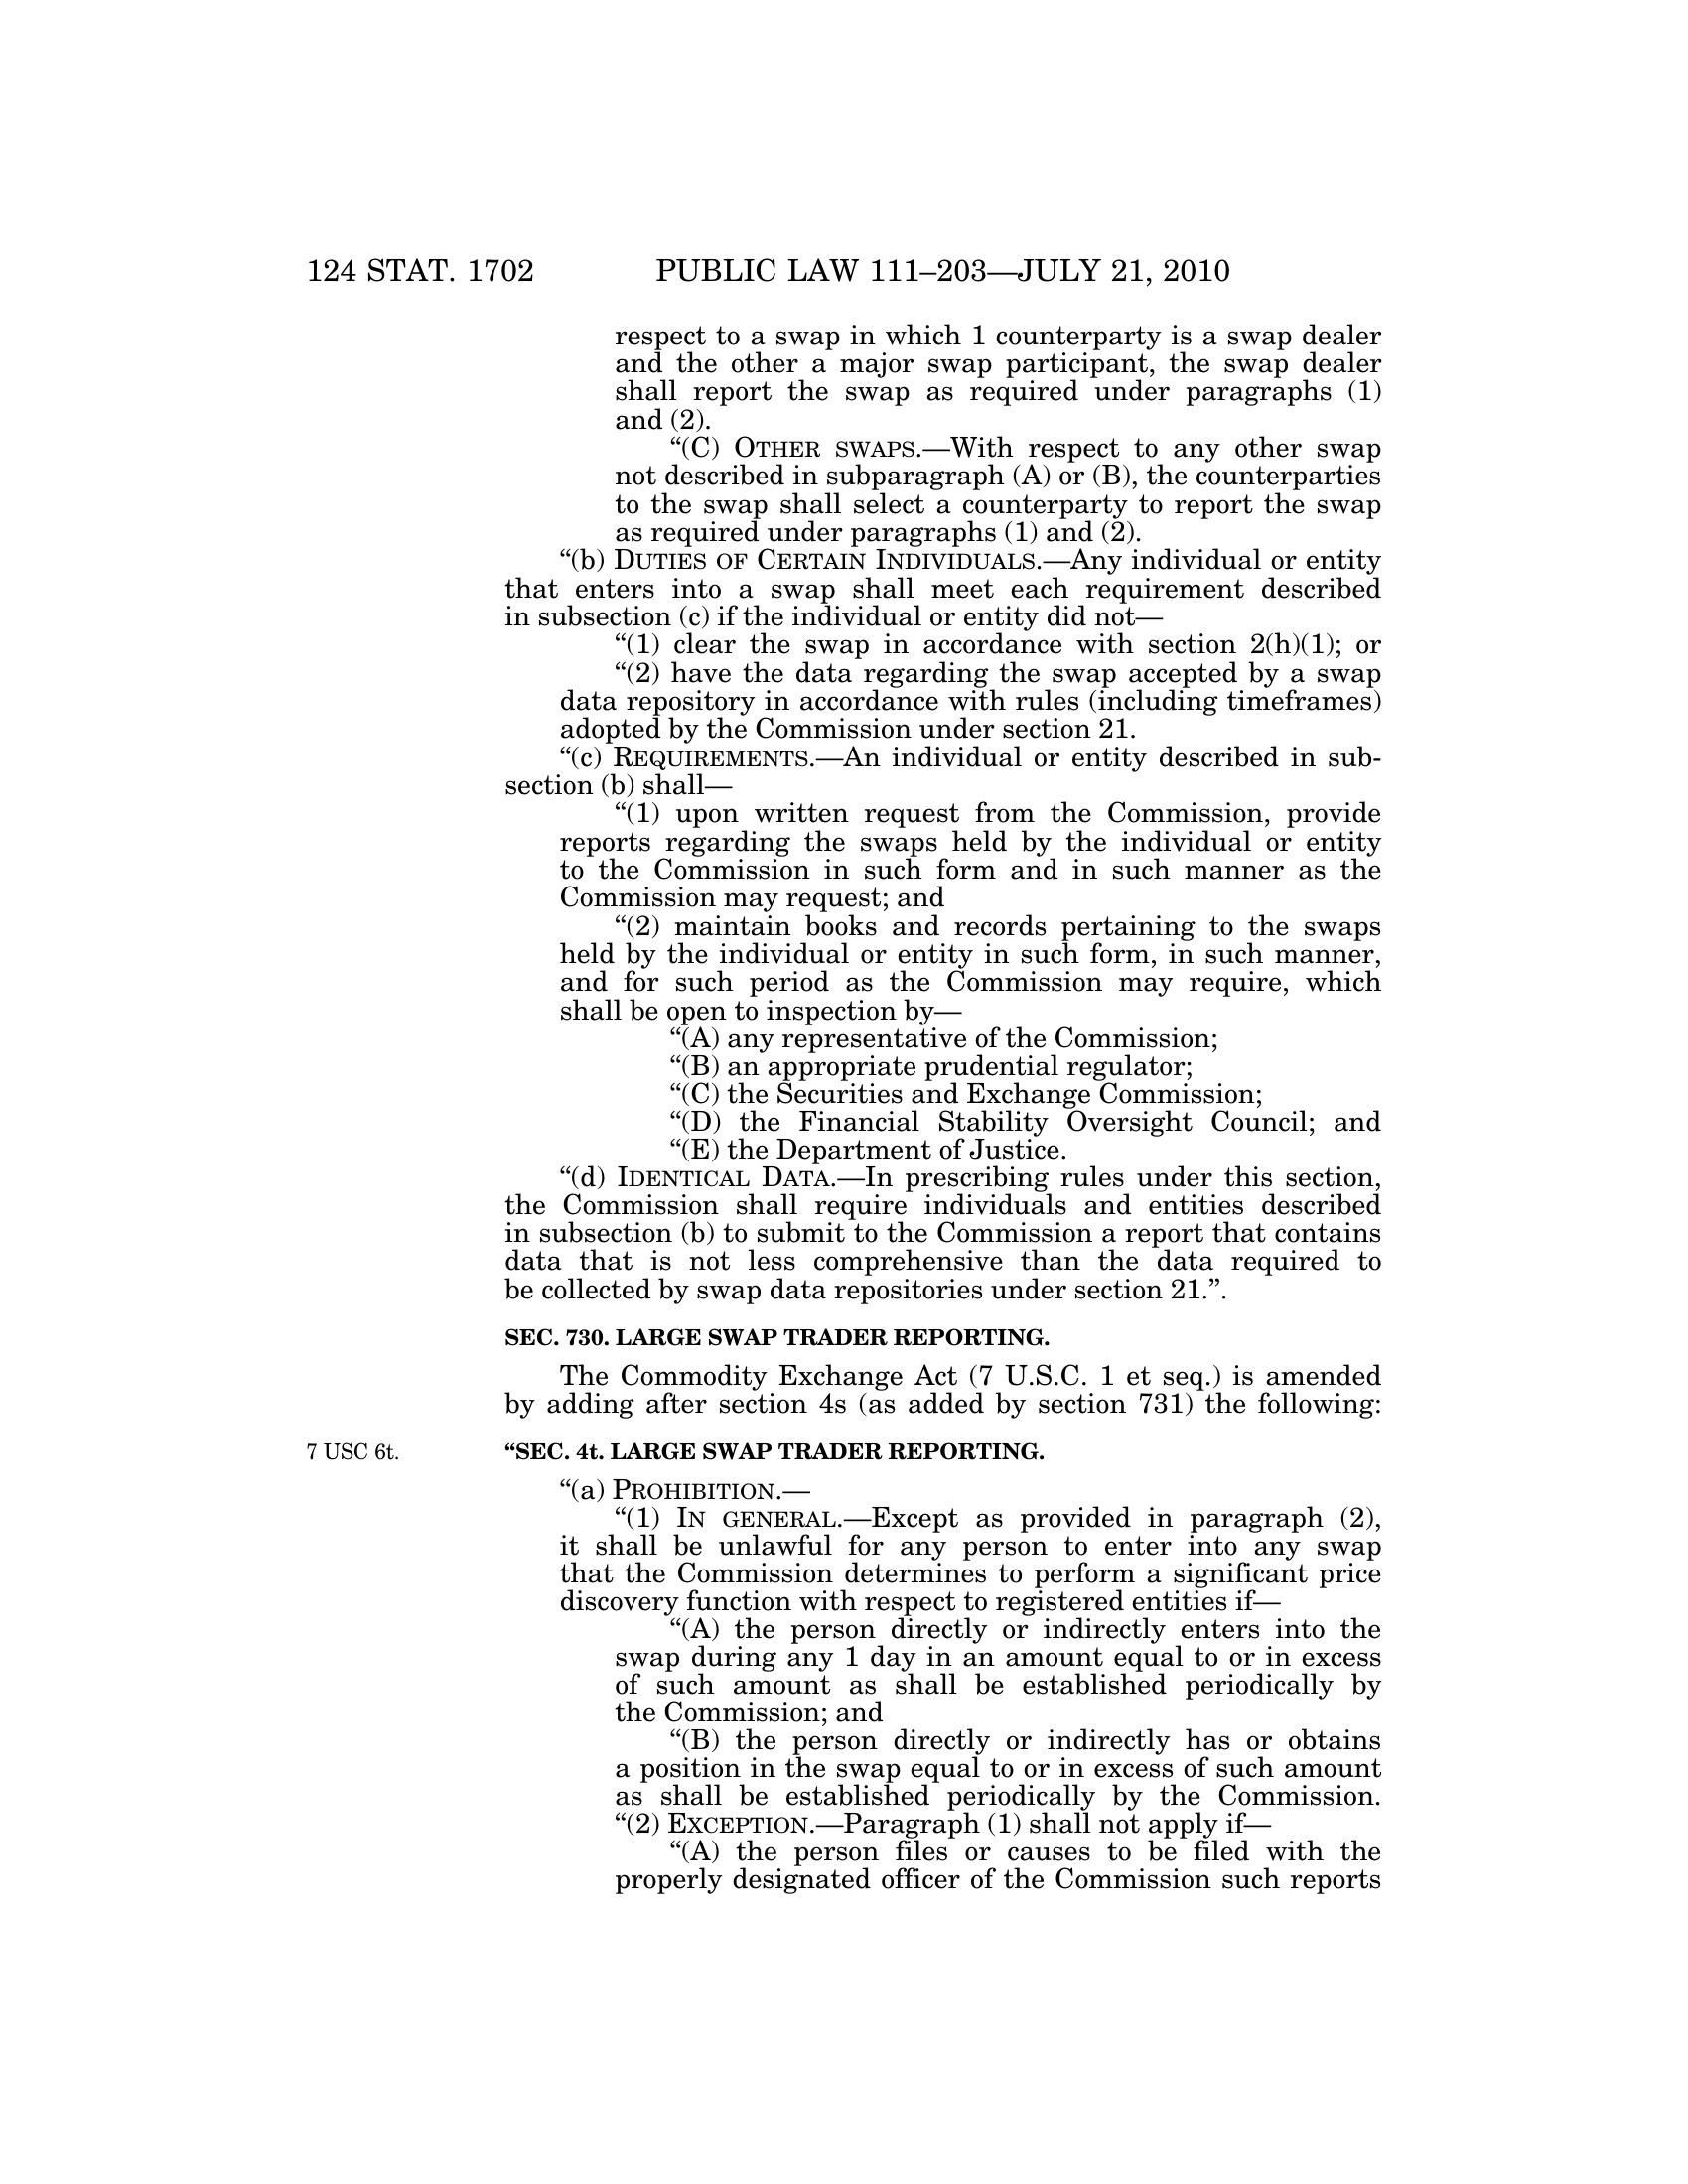 124 STAT. 1702 PUBLIC LAW 111–203—JULY 21, 2010
respect to a swap in which 1 counterparty is a swap dealer
and the other a major swap participant, the swap dealer
shall report the swap as required under paragraphs (1)
and (2).
“(C) OTHER SWAPS.—With respect to any other swap
not described in subparagraph (A) or (B), the counterparties
to the swap shall select a counterparty to report the swap
as required under paragraphs (1) and (2).
“(b) DUTIES OF CERTAIN INDIVIDUALS.—Any individual or entity
that enters into a swap shall meet each requirement described
in subsection (c) if the individual or entity did not—
“(1) clear the swap in accordance with section 2(h)(1); or
“(2) have the data regarding the swap accepted by a swap
data repository in accordance with rules (including timeframes)
adopted by the Commission under section 21.
“(c) REQUIREMENTS.—An individual or entity described in sub-
section (b) shall—
“(1) upon written request from the Commission, provide
reports regarding the swaps held by the individual or entity
to the Commission in such form and in such manner as the
Commission may request; and
“(2) maintain books and records pertaining to the swaps
held by the individual or entity in such form, in such manner,
and for such period as the Commission may require, which
shall be open to inspection by—
“(A) any representative of the Commission;
“(B) an appropriate prudential regulator;
“(C) the Securities and Exchange Commission;
“(D) the Financial Stability Oversight Council; and
“(E) the Department of Justice.
“(d) IDENTICAL DATA.—In prescribing rules under this section,
the Commission shall require individuals and entities described
in subsection (b) to submit to the Commission a report that contains
data that is not less comprehensive than the data required to
be collected by swap data repositories under section 21.”.
SEC. 730. LARGE SWAP TRADER REPORTING.
The Commodity Exchange Act (7 U.S.C. 1 et seq.) is amended
by adding after section 4s (as added by section 731) the following:
7 USC 6t.
“SEC. 4t. LARGE SWAP TRADER REPORTING.
“(a) PROHIBITION.—
“(1) IN GENERAL.—Except as provided in paragraph (2),
it shall be unlawful for any person to enter into any swap
that the Commission determines to perform a significant price
discovery function with respect to registered entities if—
“(A) the person directly or indirectly enters into the
swap during any 1 day in an amount equal to or in excess
of such amount as shall be established periodically by
the Commission; and
“(B) the person directly or indirectly has or obtains
a position in the swap equal to or in excess of such amount
as shall be established periodically by the Commission.
“(2) EXCEPTION.—Paragraph (1) shall not apply if—
“(A) the person files or causes to be filed with the
properly designated officer of the Commission such reports